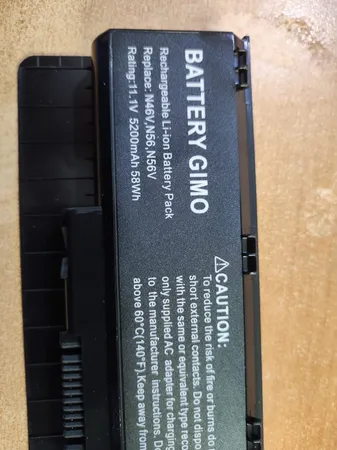 BATTERY GIMO
Rechargeable Li-ion Battery Pack
Replace: N46V,N56,N56V
Rating:11.1V 5200mAh 58Wh
⚠CAUTION:
To reduce the risk of fire or burns do
short external contacts. Do not dispo
with the same or equivalent type reco
only supplied AC adapter for charging
to the manufacturer instructions. Do
above 60°C(140°F).Keep away from